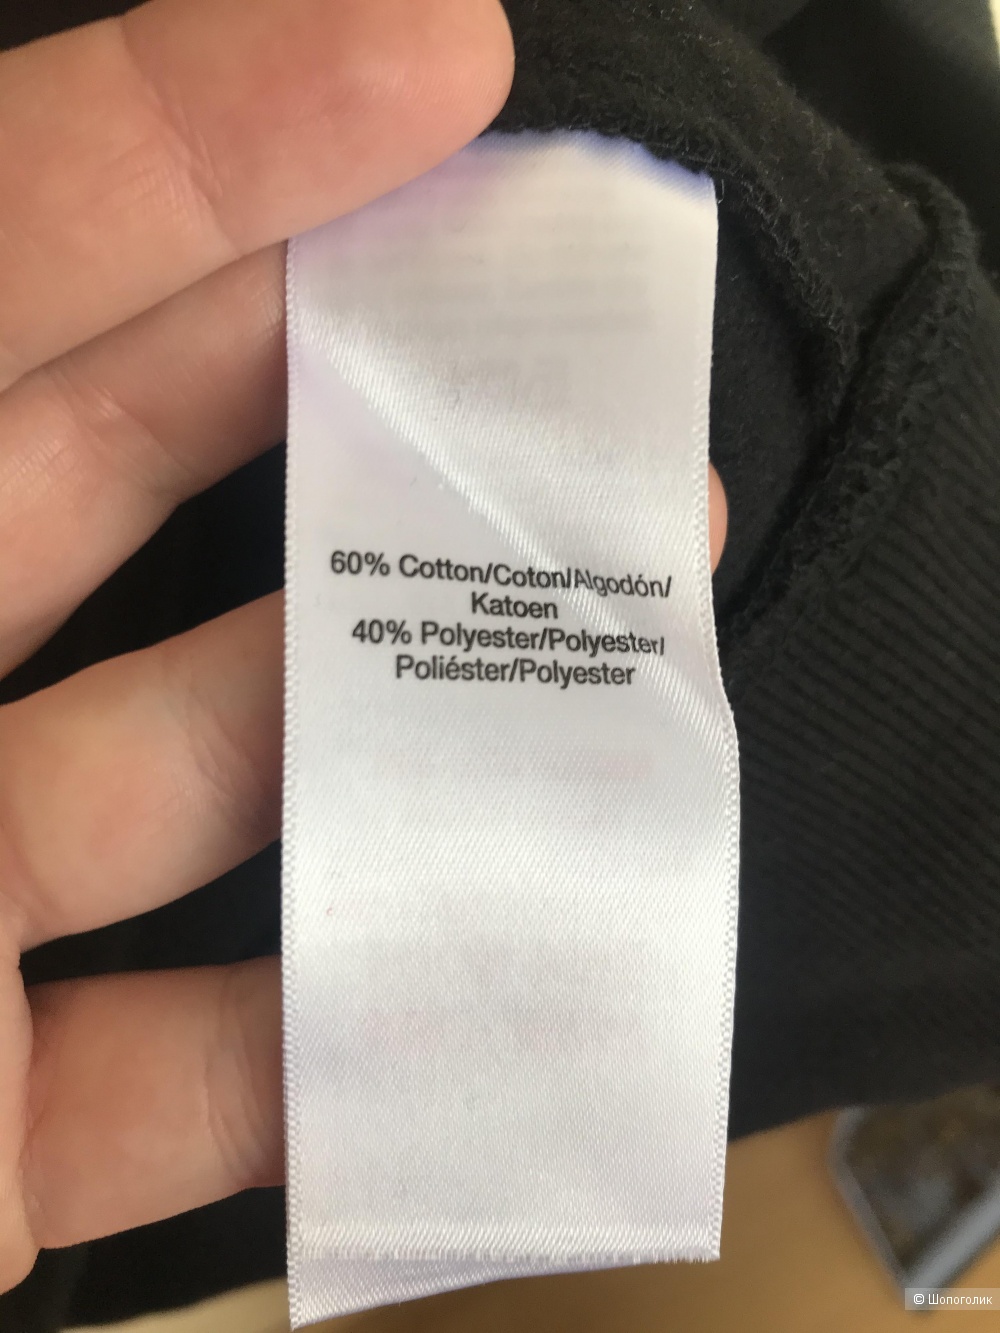 60% Cotton/Coton/Algodón/
Katoen
40% Polyester/Polyester/
Poliéster/Polyester
© Шопоголик